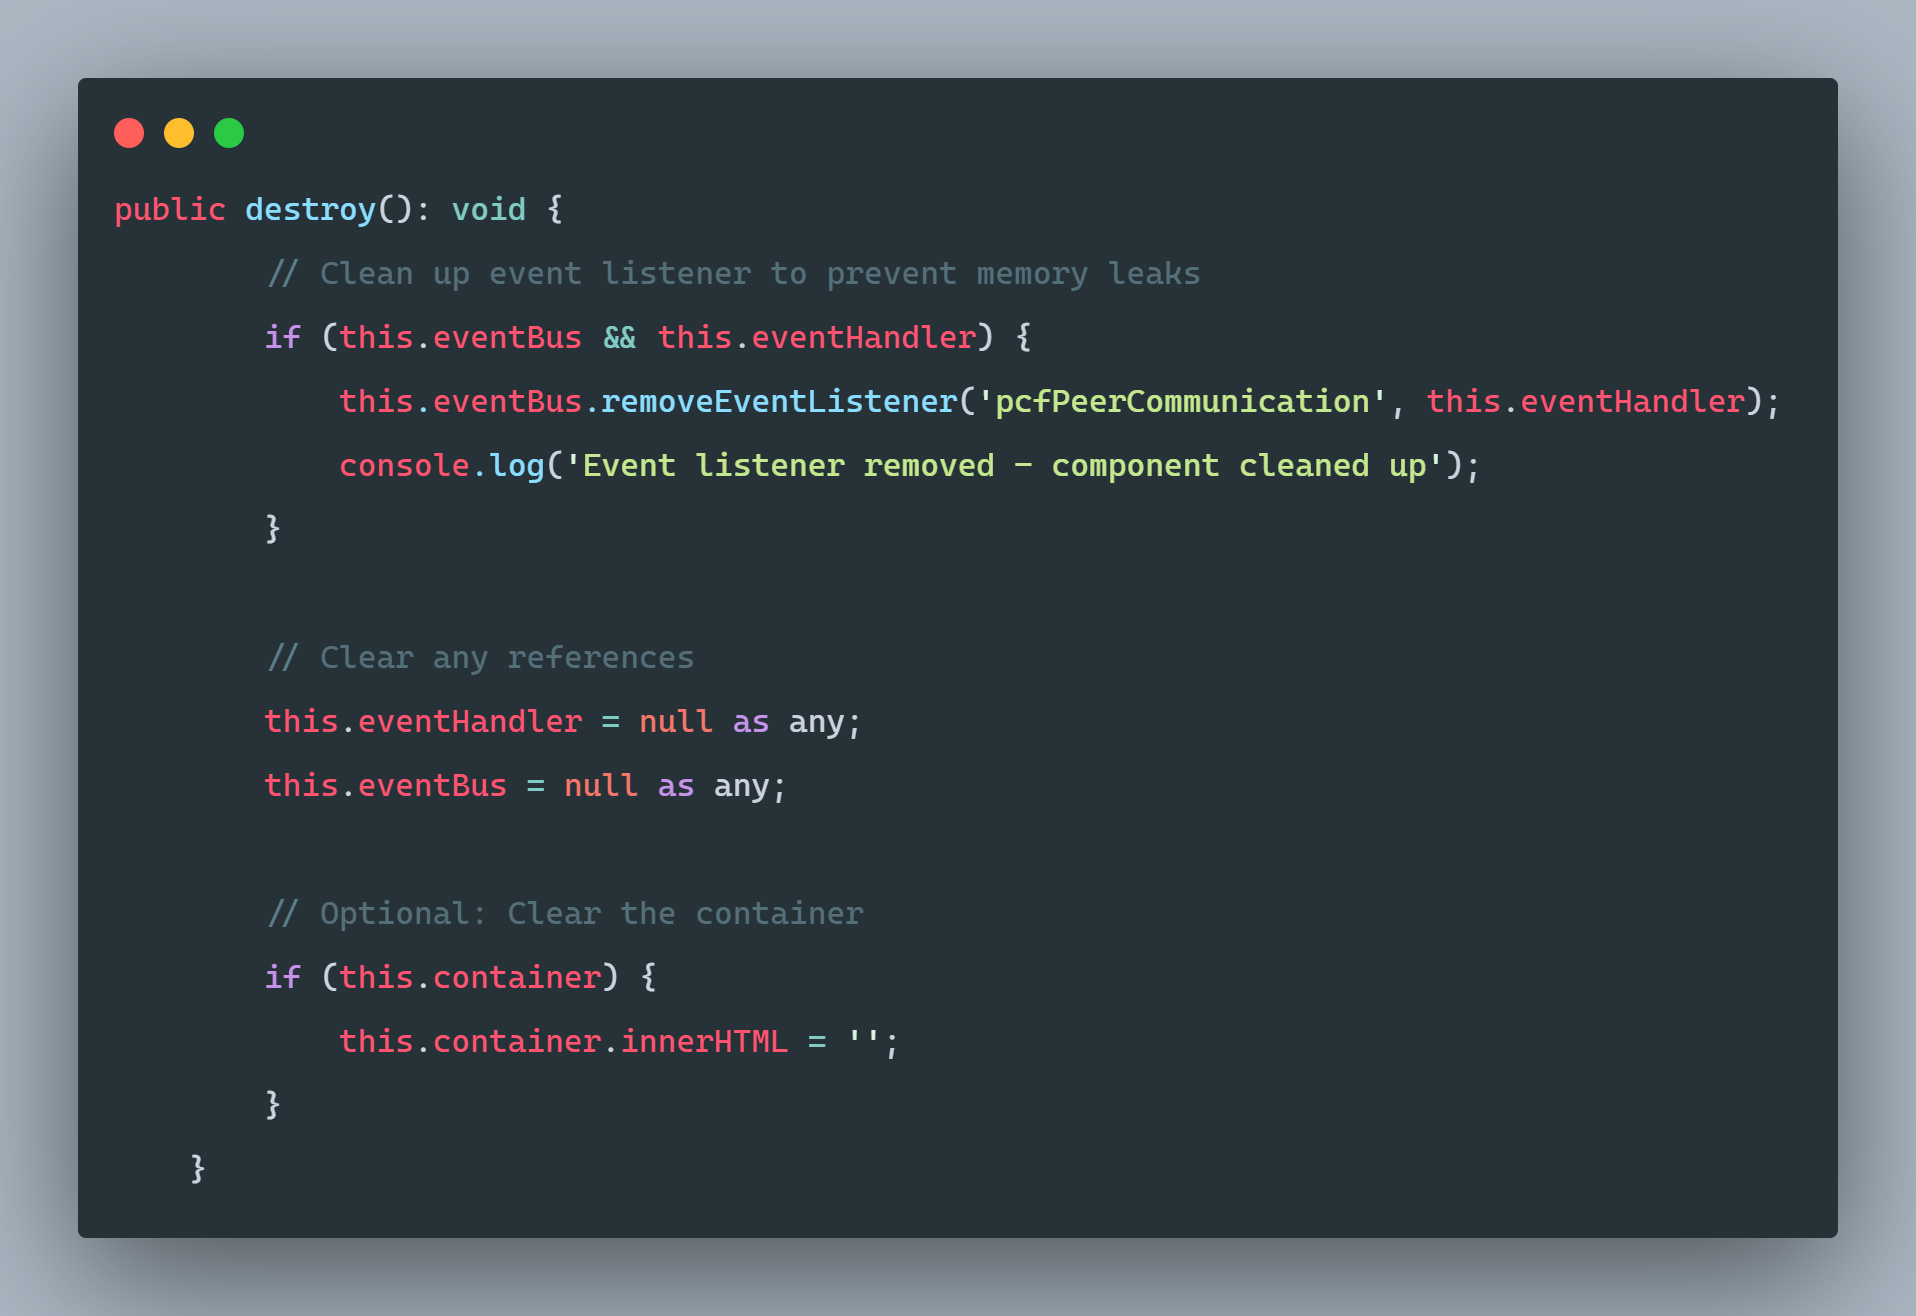 public destroy(): void {
        // Clean up event listener to prevent memory leaks
        if (this.eventBus && this.eventHandler) {
            this.eventBus.removeEventListener('pcfPeerCommunication', this.eventHandler);
            console.log('Event listener removed - component cleaned up');
        }

        // Clear any references
        this.eventHandler = null as any;
        this.eventBus = null as any;

        // Optional: Clear the container
        if (this.container) {
            this.container.innerHTML = '';
        }
    }